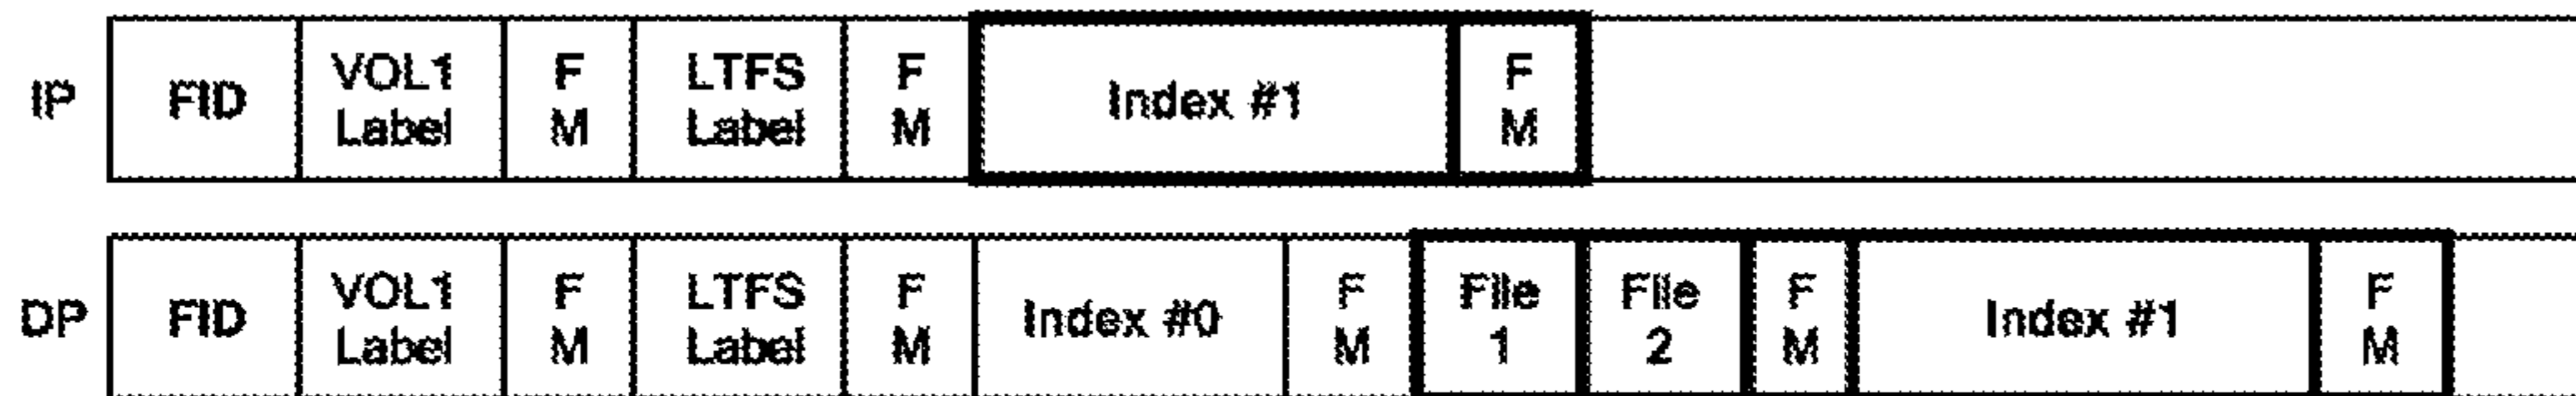 IP FID VOL1 Label F M LTFS Label F M Index #1 F M
DP FID VOL1 Label F M LTFS Label F M Index #0 F M File 1 File 2 F M Index #1 F M